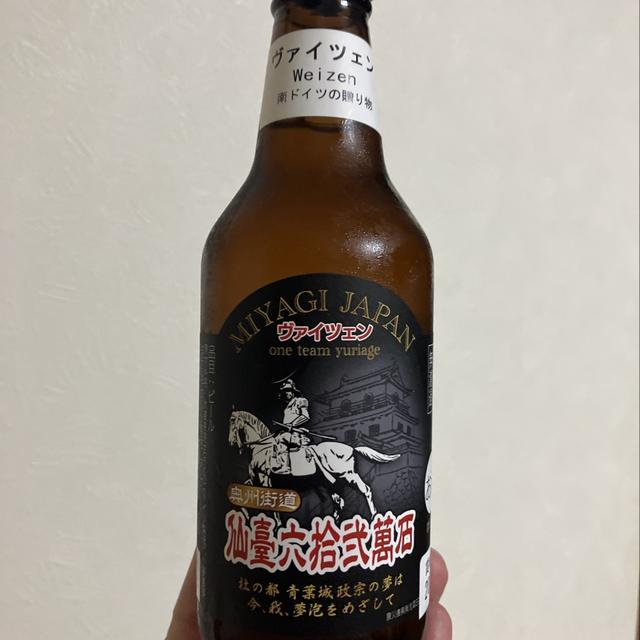 ヴァイツェン
Weizen
南ドイツの贈り物
MIYAGI JAPAN
ヴァイツェン
one team yuriage
奥州街道
仙臺六拾弐萬石
杜の都 青葉城政宗の夢は
今、我、夢泡をめざして